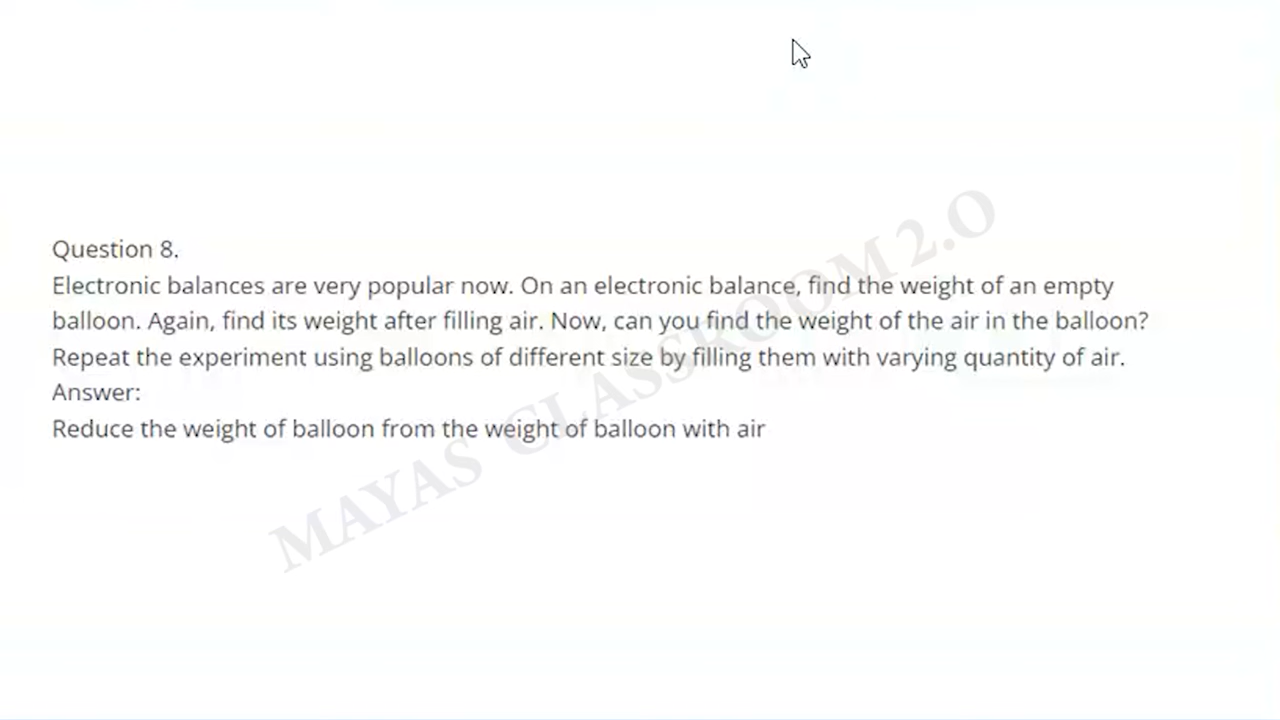 Question 8.
Electronic balances are very popular now. On an electronic balance, find the weight of an empty
balloon. Again, find its weight after filling air. Now, can you find the weight of the air in the balloon?
Repeat the experiment using balloons of different size by filling them with varying quantity of air.
Answer:
Reduce the weight of balloon from the weight of balloon with air
MAYAS CLASSROOM 2.O